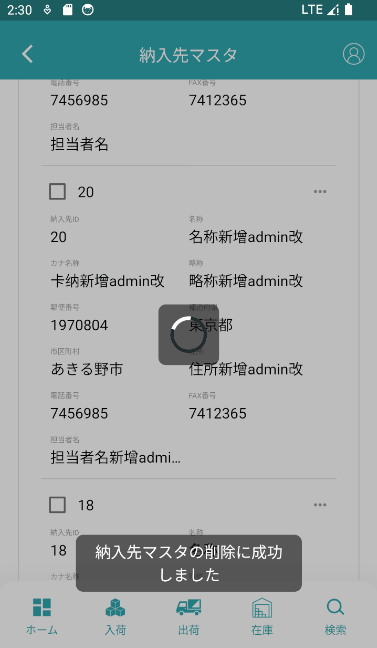 2:30
LTE
納入先マスタ
電話番号 FAX番号
7456985 7412365
担当者名
担当者名
20
納入先ID 名称
20 名称新増admin改
カナ名称 略称
卡纳新増admin改 略称新増admin改
郵便番号
1970804 東京都
市区町村
あきる野市 住所新増admin改
電話番号 FAX番号
7456985 7412365
担当者名
担当者名新増admi...
18
納入先ID 名称
18
納入先マスタの削除に成功
しました
カナ名称
ホーム 入荷 出荷 在庫 検索